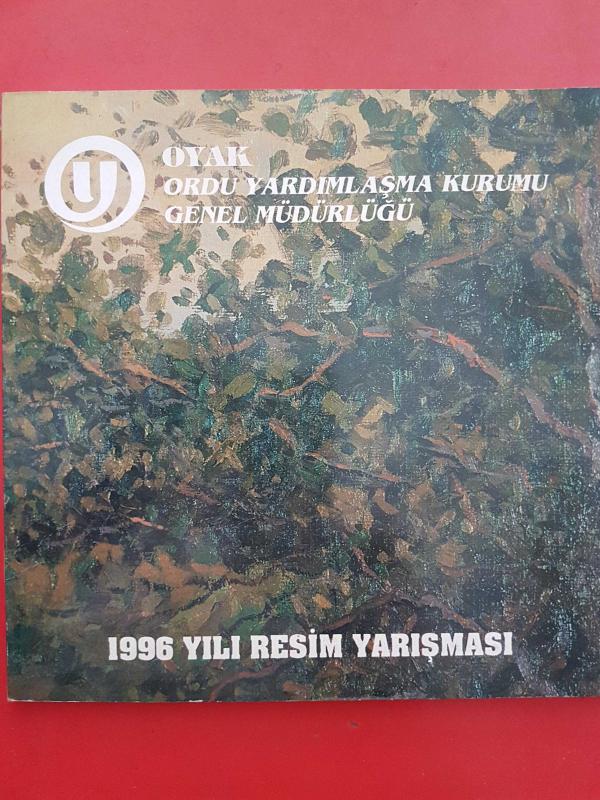 OYAK
ORDU YARDIMLAŞMA KURUMU
GENEL MÜDÜRLÜĞÜ
1996 YILI RESİM YARIŞMASI